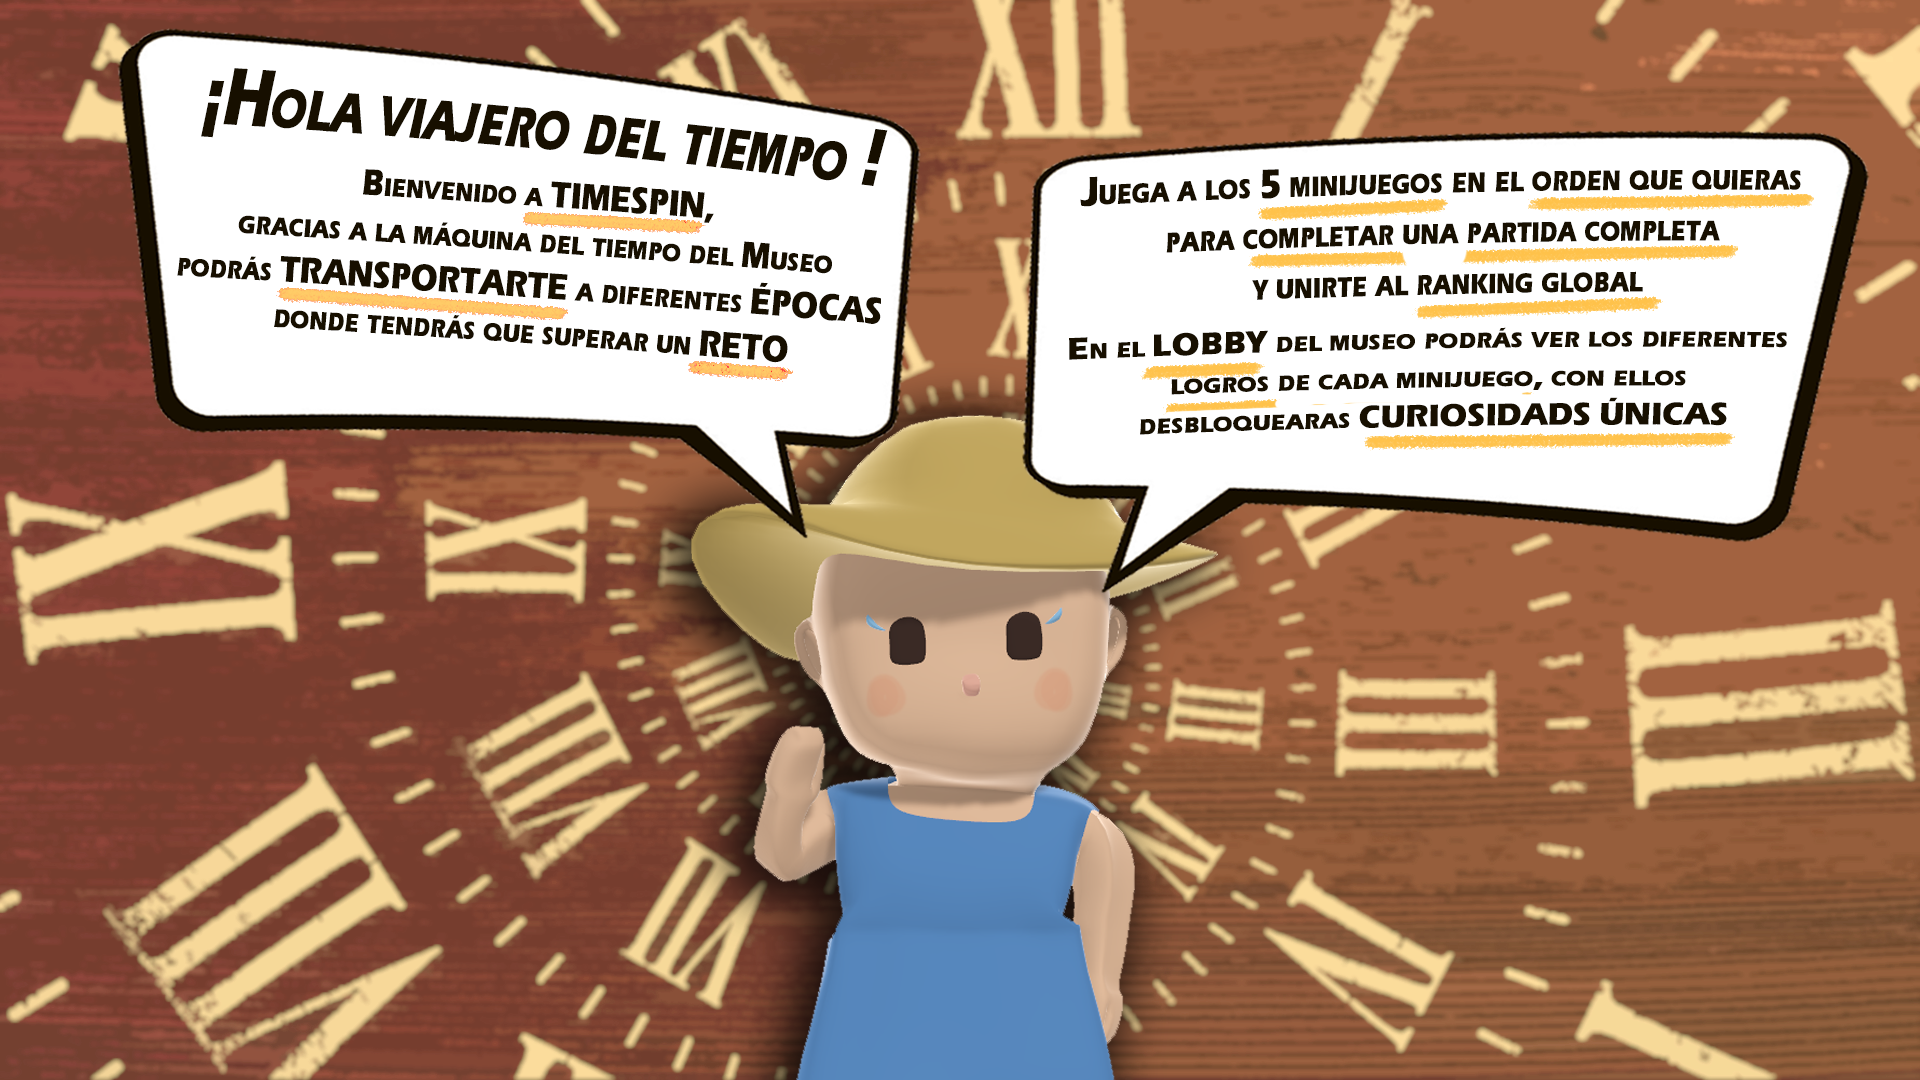 ¡HOLA VIAJERO DEL TIEMPO !
BIENVENIDO A TIMESPIN,
GRACIAS A LA MÁQUINA DEL TIEMPO DEL MUSEO
PODRÁS TRANSPORTARTE A DIFERENTES ÉPOCAS
DONDE TENDRÁS QUE SUPERAR UN RETO
JUEGA A LOS 5 MINIJUEGOS EN EL ORDEN QUE QUIERAS
PARA COMPLETAR UNA PARTIDA COMPLETA
Y UNIRTE AL RANKING GLOBAL
EN EL LOBBY DEL MUSEO PODRÁS VER LOS DIFERENTES
LOGROS DE CADA MINIJUEGO, CON ELLOS
DESBLOQUEARAS CURIOSIDADS ÚNICAS